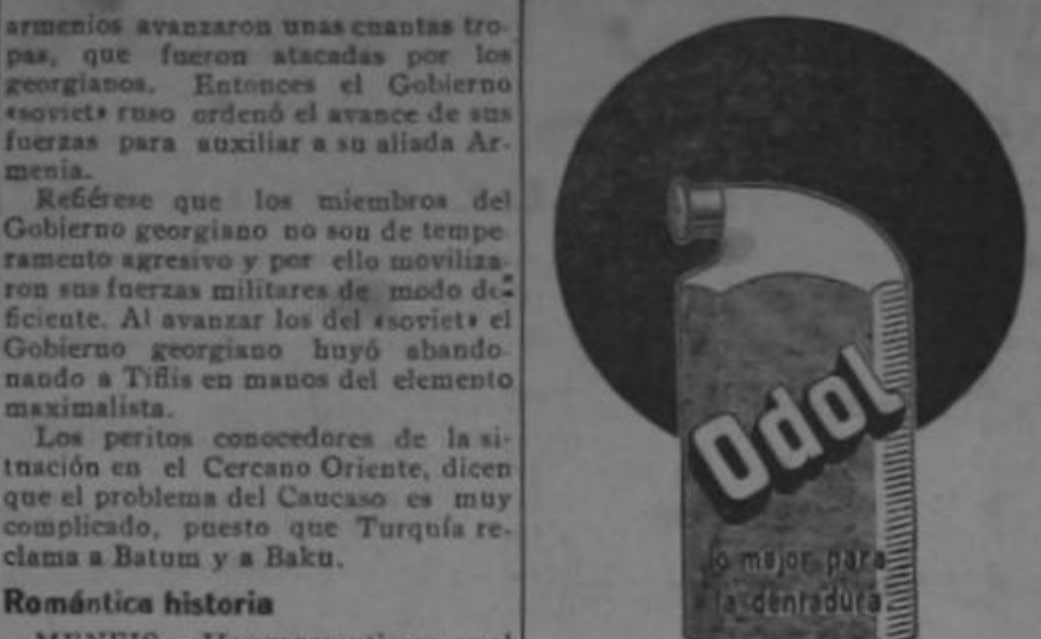 armenios avanzaron unas cuantas tro-
pas, que fueron atacadas por los
georgianos. Entonces el Gobierno
«soviet» ruso ordenó el avance de sus
fuerzas para auxiliar a su aliada Ar-
menia.
Refiérese que los miembros del
Gobierno georgiano no son de tempe
ramento agresivo y por ello moviliza-
ron sus fuerzas militares de modo de-
ficiente. Al avanzar los del «soviet» el
Gobierno georgiano huyó abando-
nando a Tiflis en manos del elemento
maximalista.
Los peritos conocedores de la si-
tuación en el Cercano Oriente, dicen
que el problema del Caucaso es muy
complicado, puesto que Turquía re-
clama a Batum y a Baku.
Romántica historia
Odol
lo mejor para
la dentadura